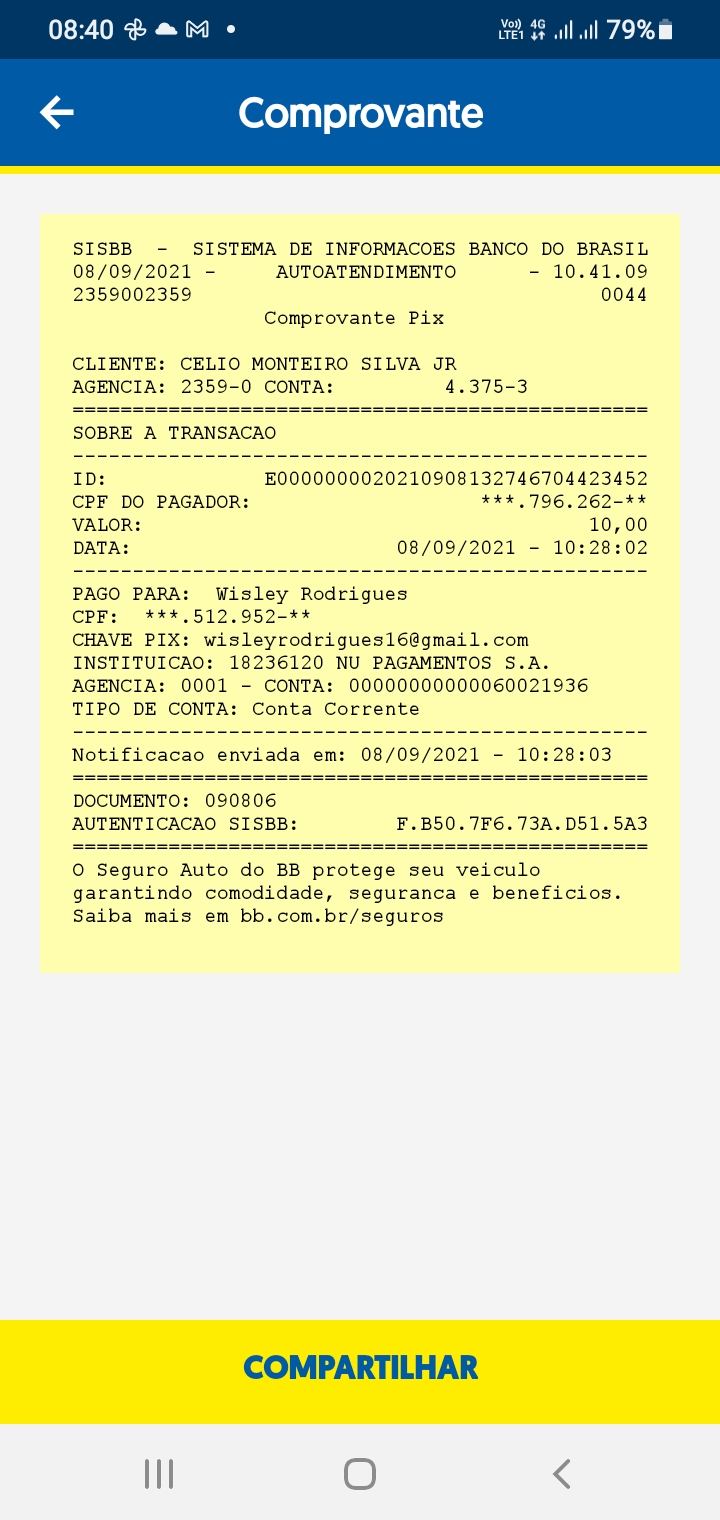 08:40
Vo)) 4G
LTE1
79%
Comprovante
SISBB - SISTEMA DE INFORMACOES BANCO DO BRASIL
08/09/2021 - AUTOATENDIMENTO - 10.41.09
2359002359 0044
Comprovante Pix
CLIENTE: CELIO MONTEIRO SILVA JR
AGENCIA: 2359-0 CONTA: 4.375-3
================================================
SOBRE A TRANSACAO
------------------------------------------------
ID: E0000000020210908132746704423452
CPF DO PAGADOR: ***.796.262-**
VALOR: 10,00
DATA: 08/09/2021 - 10:28:02
------------------------------------------------
PAGO PARA: Wisley Rodrigues
CPF: ***.512.952-**
CHAVE PIX: wisleyrodrigues16@gmail.com
INSTITUICAO: 18236120 NU PAGAMENTOS S.A.
AGENCIA: 0001 - CONTA: 00000000000060021936
TIPO DE CONTA: Conta Corrente
------------------------------------------------
Notificacao enviada em: 08/09/2021 - 10:28:03
================================================
DOCUMENTO: 090806
AUTENTICACAO SISBB: F.B50.7F6.73A.D51.5A3
================================================
O Seguro Auto do BB protege seu veiculo
garantindo comodidade, seguranca e beneficios.
Saiba mais em bb.com.br/seguros
COMPARTILHAR